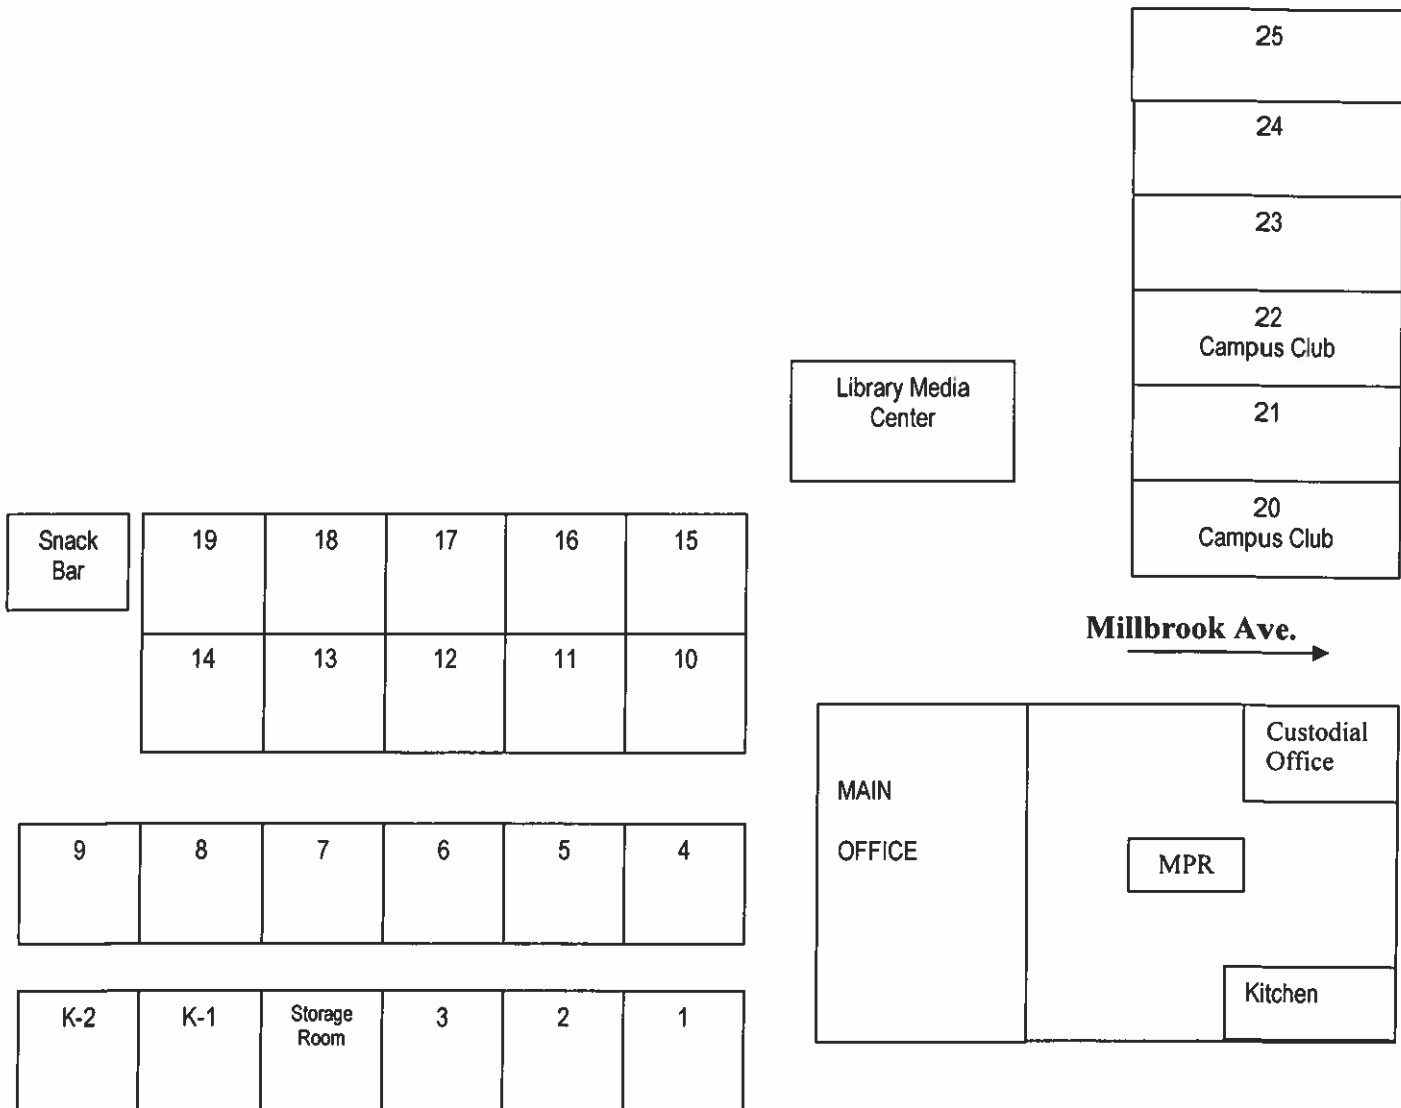 25
24
23
22
Campus Club
21
20
Campus Club
Library Media
Center
Snack
Bar
19
18
17
16
15
14
13
12
11
10
Millbrook Ave.
MAIN
OFFICE
Custodial
Office
MPR
Kitchen
9
8
7
6
5
4
K-2
K-1
Storage
Room
3
2
1